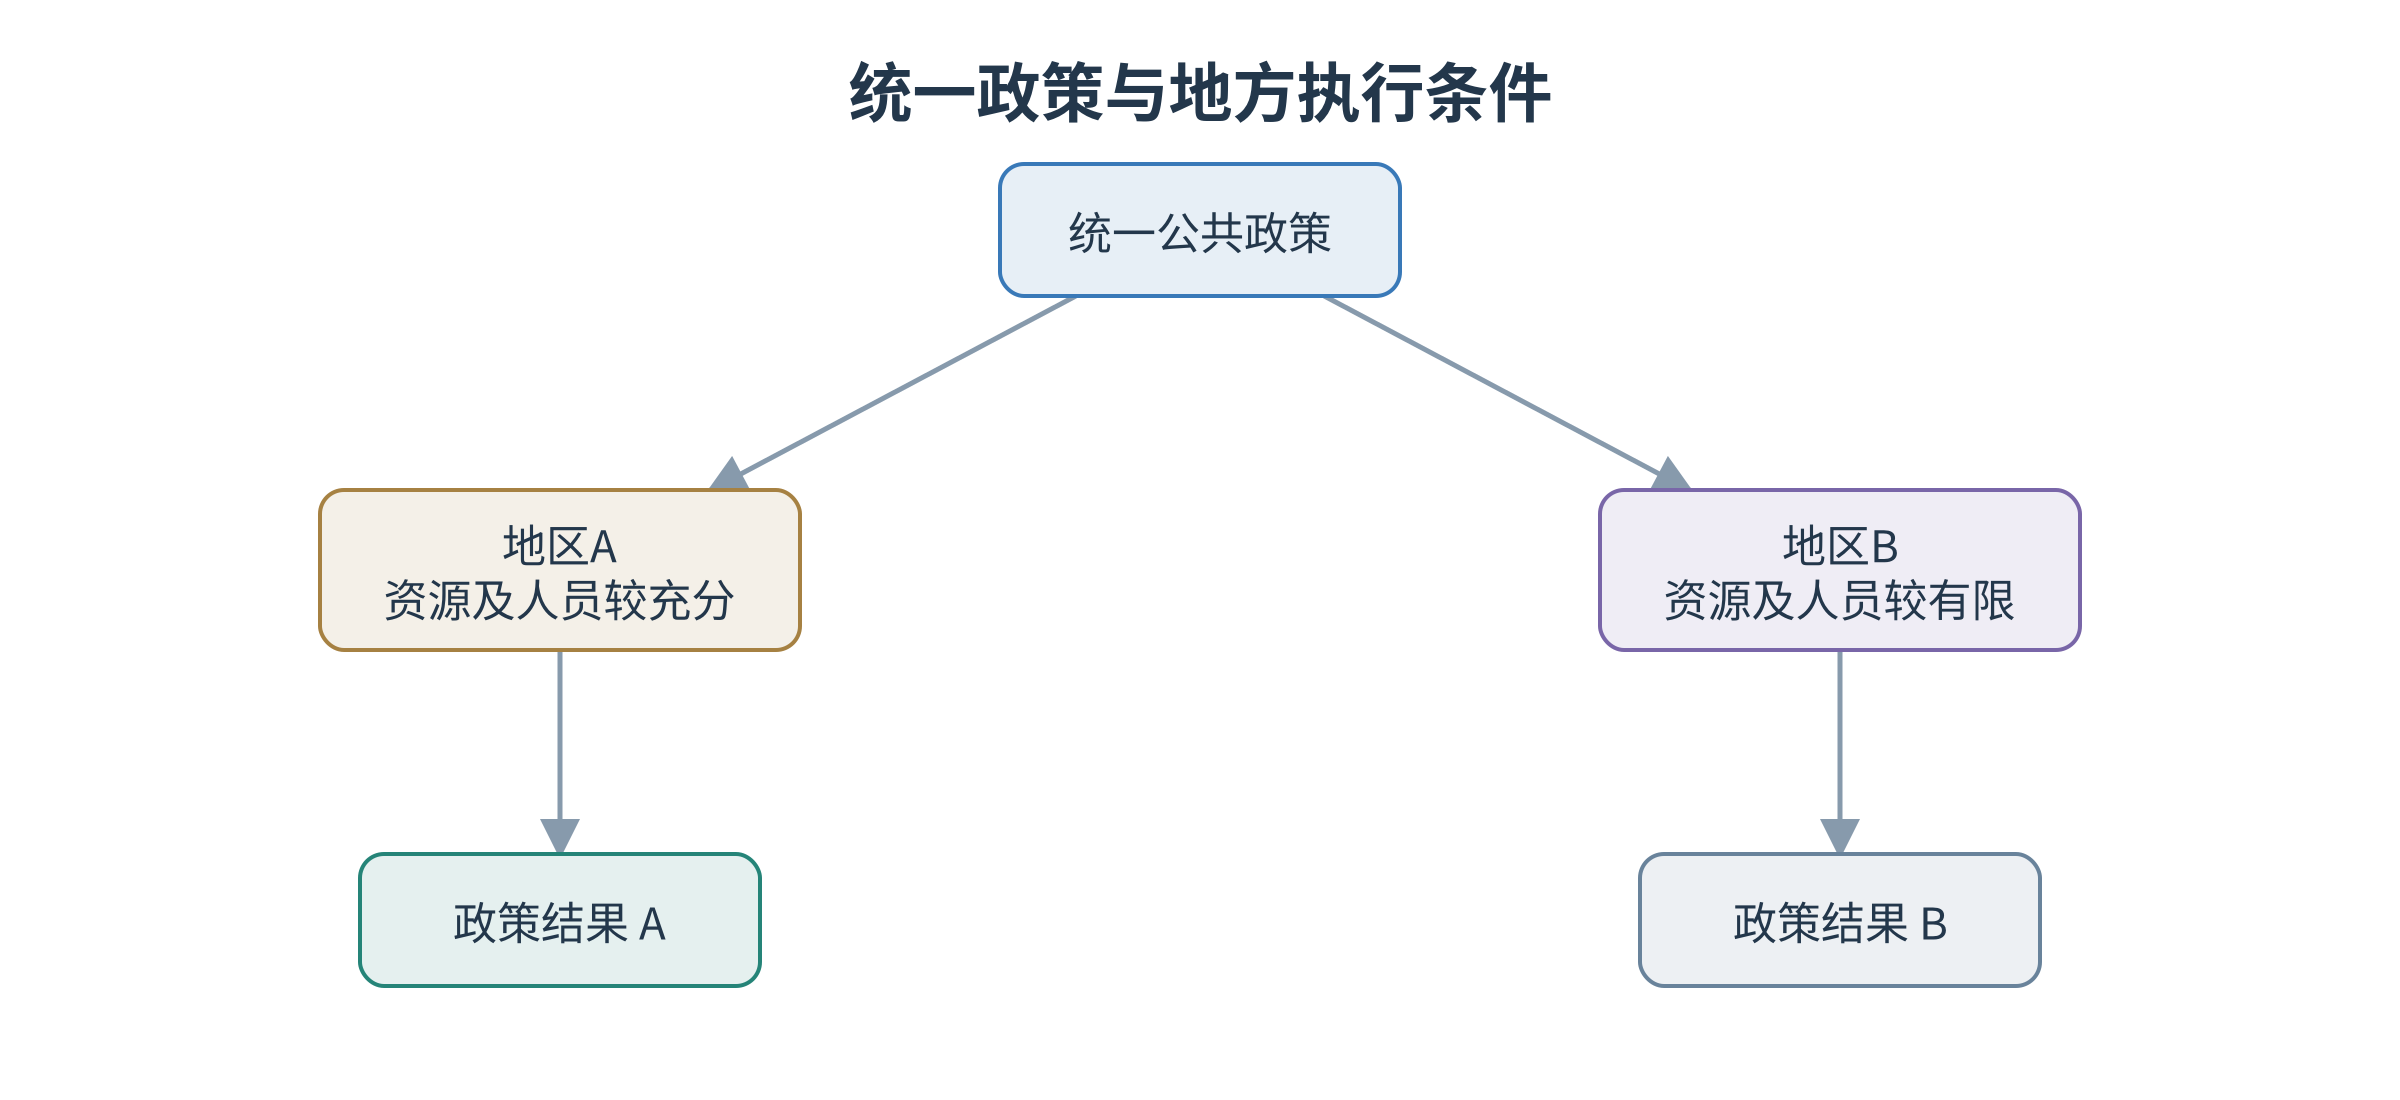 统一政策与地方执行条件
统一公共政策
地区A
资源及人员较充分
地区B
资源及人员较有限
政策结果 A
政策结果 B